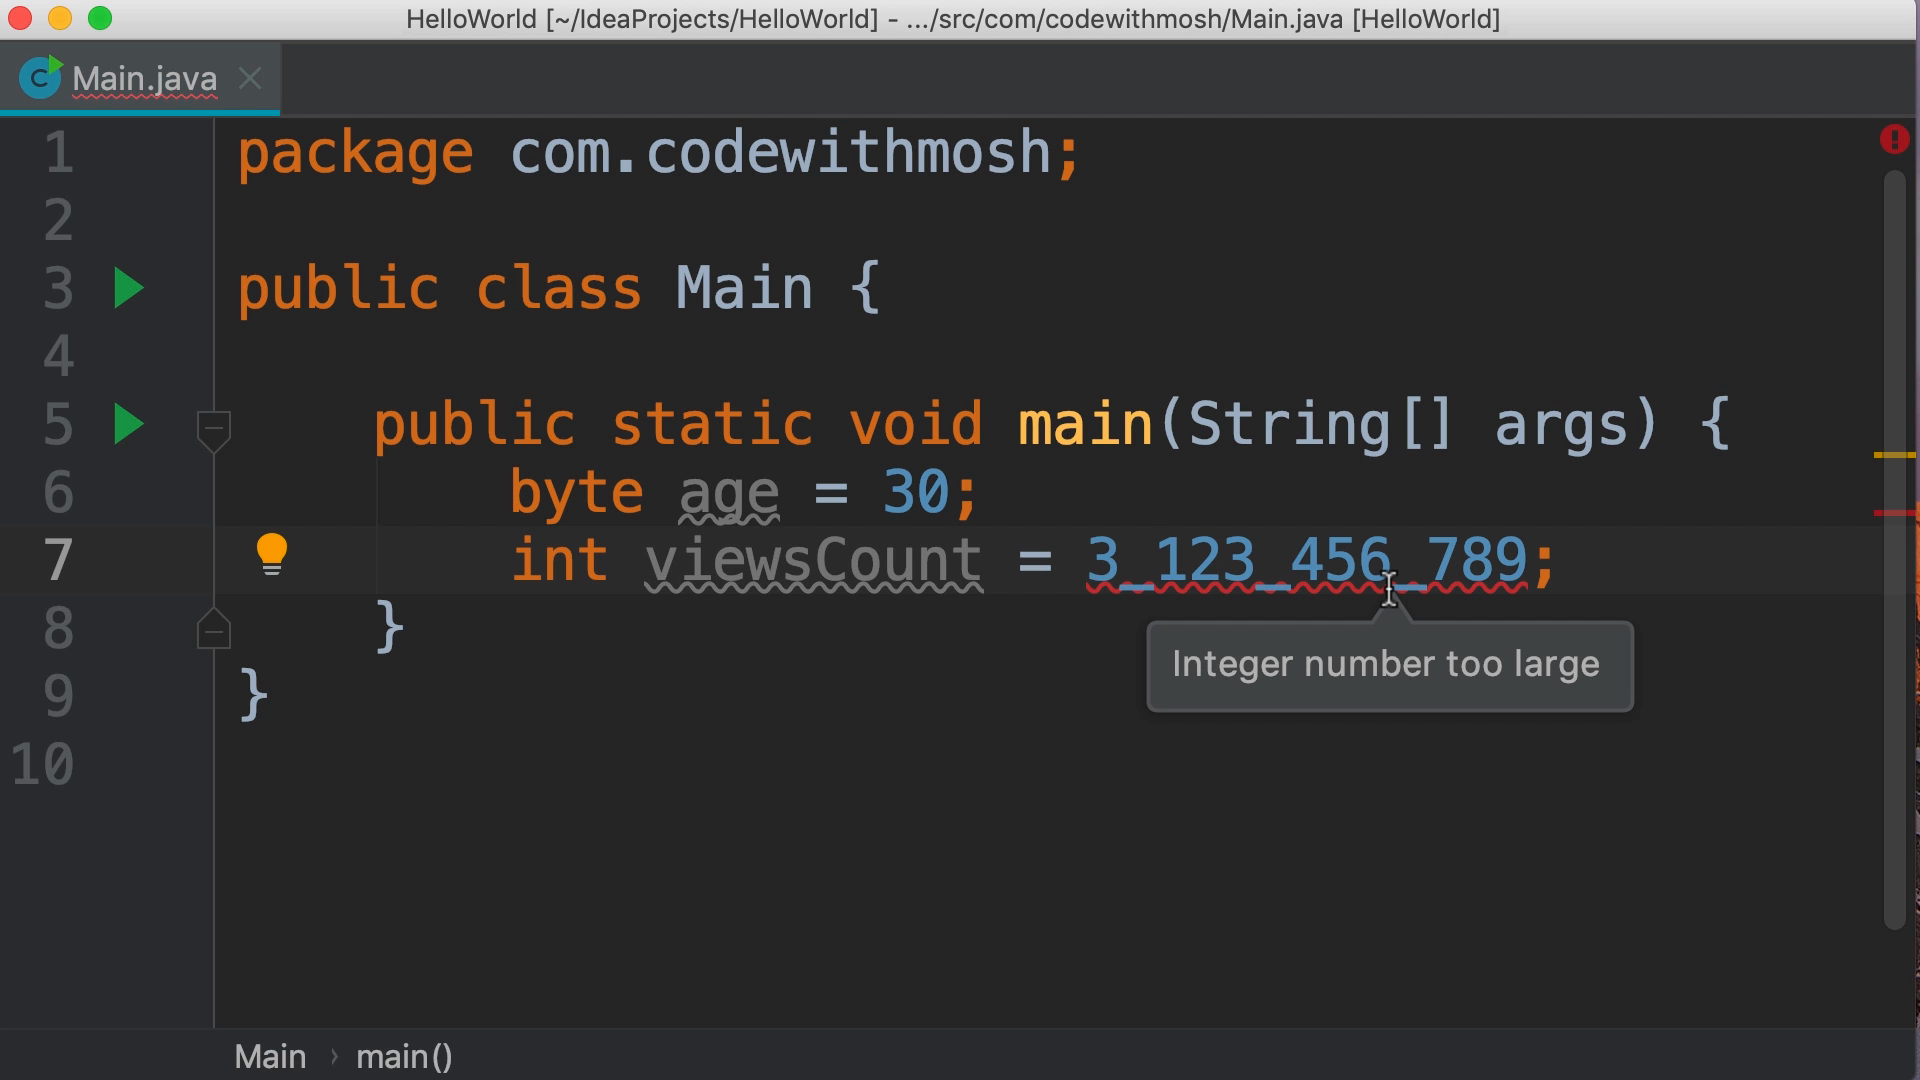 HelloWorld [~/IdeaProjects/HelloWorld] - .../src/com/codewithmosh/Main.java [HelloWorld]
C Main.java
1 package com.codewithmosh;
2
3 public class Main {
4
5 public static void main(String[] args) {
6 byte age = 30;
7 int viewsCount = 3_123_456_789;
8 }
Integer number too large
9 }
10
Main › main()